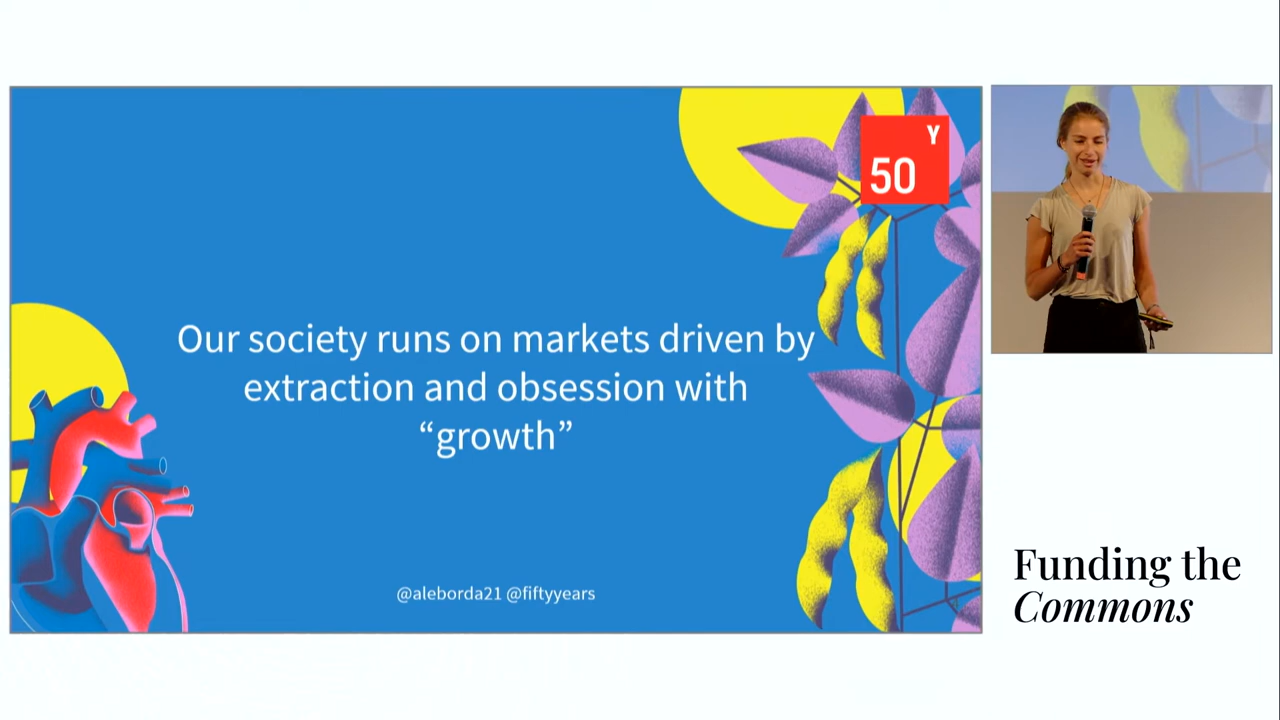 Y
50
Our society runs on markets driven by
extraction and obsession with
“growth”
@aleborda21 @fiftyyears
Funding the
Commons